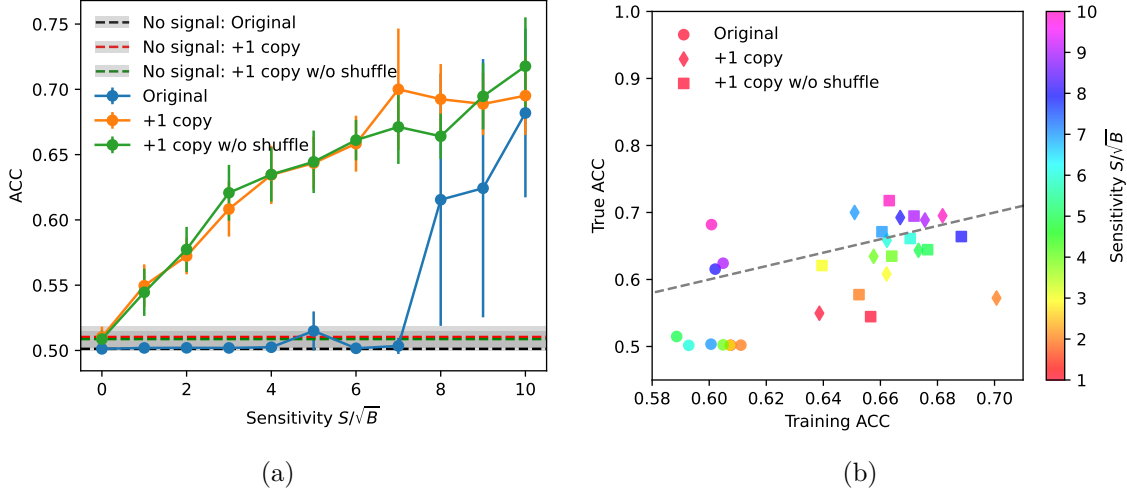 0.75
0.70
0.65
0.60
0.55
0.50
ACC
No signal: Original
No signal: +1 copy
No signal: +1 copy w/o shuffle
Original
+1 copy
+1 copy w/o shuffle
0 2 4 6 8 10
Sensitivity S/√B
(a)
1.0
0.9
0.8
0.7
0.6
0.5
True ACC
Original
+1 copy
+1 copy w/o shuffle
0.58 0.60 0.62 0.64 0.66 0.68 0.70
Training ACC
10
9
8
7
6
5
4
3
2
1
Sensitivity S/√B
(b)